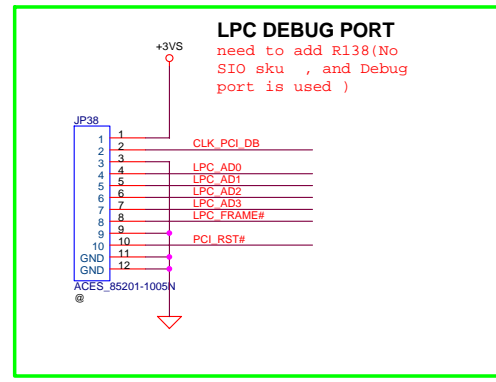 LPC DEBUG PORT
need to add R138(No
SIO sku , and Debug
port is used )
+3VS
JP38
1 1
2 2 CLK_PCI_DB
3 3
4 4 LPC_AD0
5 5 LPC_AD1
6 6 LPC_AD2
7 7 LPC_AD3
8 8 LPC_FRAME#
9 9
10 10 PCI_RST#
GND 11
GND 12
ACES_85201-1005N
@